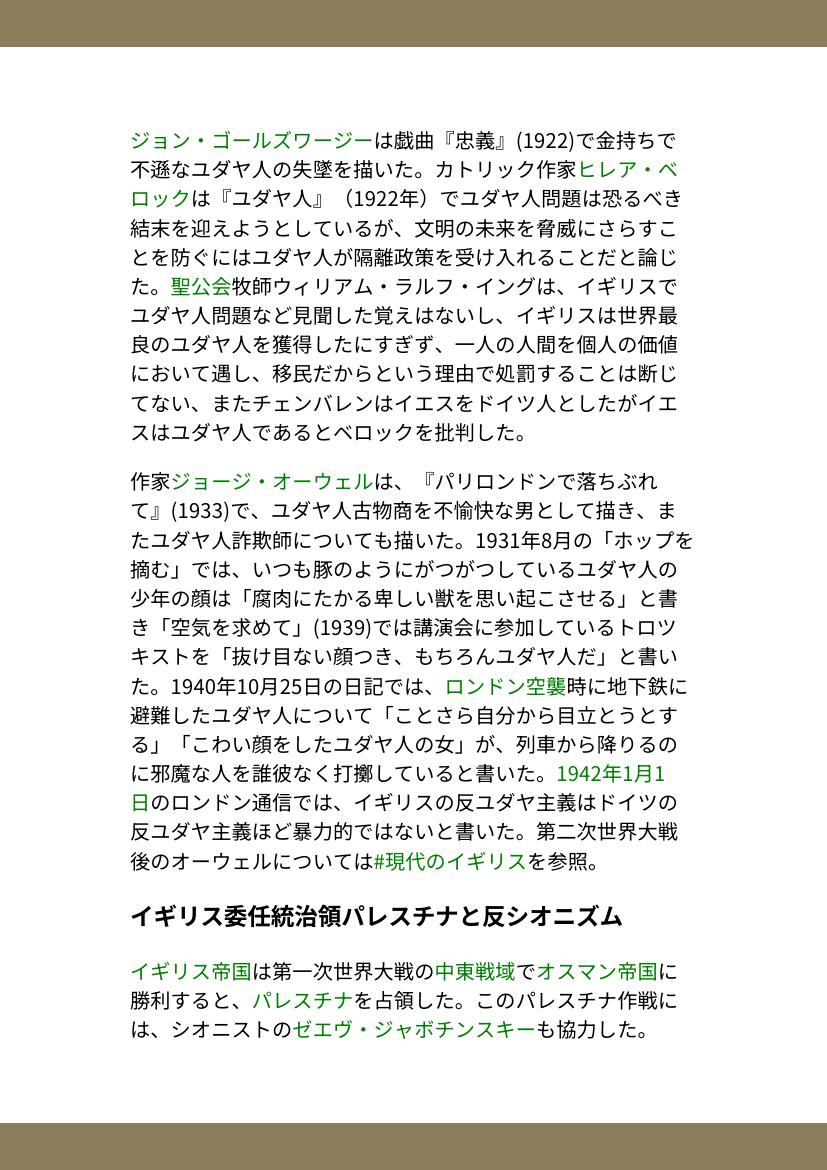 ジョン・ゴールズワージーは戯曲『忠義』(1922)で金持ちで
不遜なユダヤ人の失墜を描いた。カトリック作家ヒレア・ベ
ロックは『ユダヤ人』（1922年）でユダヤ人問題は恐るべき
結末を迎えようとしているが、文明の未来を脅威にさらすこ
とを防ぐにはユダヤ人が隔離政策を受け入れることだと論じ
た。聖公会牧師ウィリアム・ラルフ・イングは、イギリスで
ユダヤ人問題など見聞した覚えはないし、イギリスは世界最
良のユダヤ人を獲得したにすぎず、一人の人間を個人の価値
において遇し、移民だからという理由で処罰することは断じ
てない、またチェンバレンはイエスをドイツ人としたがイエ
スはユダヤ人であるとベロックを批判した。
作家ジョージ・オーウェルは、『パリロンドンで落ちぶれ
て』(1933)で、ユダヤ人古物商を不愉快な男として描き、ま
たユダヤ人詐欺師についても描いた。1931年8月の「ホップを
摘む」では、いつも豚のようにがつがつしているユダヤ人の
少年の顔は「腐肉にたかる卑しい獣を思い起こさせる」と書
き「空気を求めて」(1939)では講演会に参加しているトロツ
キストを「抜け目ない顔つき、もちろんユダヤ人だ」と書い
た。1940年10月25日の日記では、ロンドン空襲時に地下鉄に
避難したユダヤ人について「ことさら自分から目立とうとす
る」「こわい顔をしたユダヤ人の女」が、列車から降りるの
に邪魔な人を誰彼なく打擲していると書いた。1942年1月1
日のロンドン通信では、イギリスの反ユダヤ主義はドイツの
反ユダヤ主義ほど暴力的ではないと書いた。第二次世界大戦
後のオーウェルについては#現代のイギリスを参照。
イギリス委任統治領パレスチナと反シオニズム
イギリス帝国は第一次世界大戦の中東戦域でオスマン帝国に
勝利すると、パレスチナを占領した。このパレスチナ作戦に
は、シオニストのゼエヴ・ジャボチンスキーも協力した。